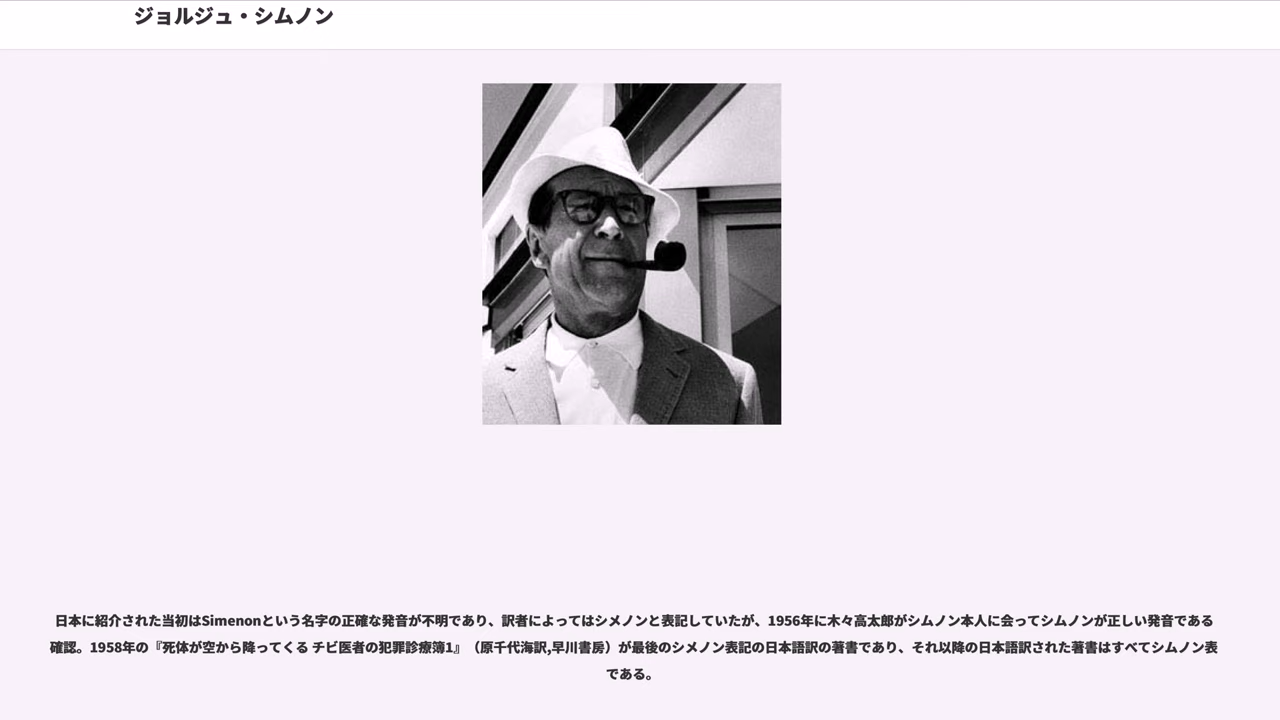 ジョルジュ・シムノン
日本に紹介された当初はSimenonという名字の正確な発音が不明であり、訳者によってはシメノンと表記していたが、1956年に木々高太郎がシムノン本人に会ってシムノンが正しい発音である
確認。1958年の『死体が空から降ってくる チビ医者の犯罪診療簿1』（原千代海訳,早川書房）が最後のシメノン表記の日本語訳の著書であり、それ以降の日本語訳された著書はすべてシムノン表
である。